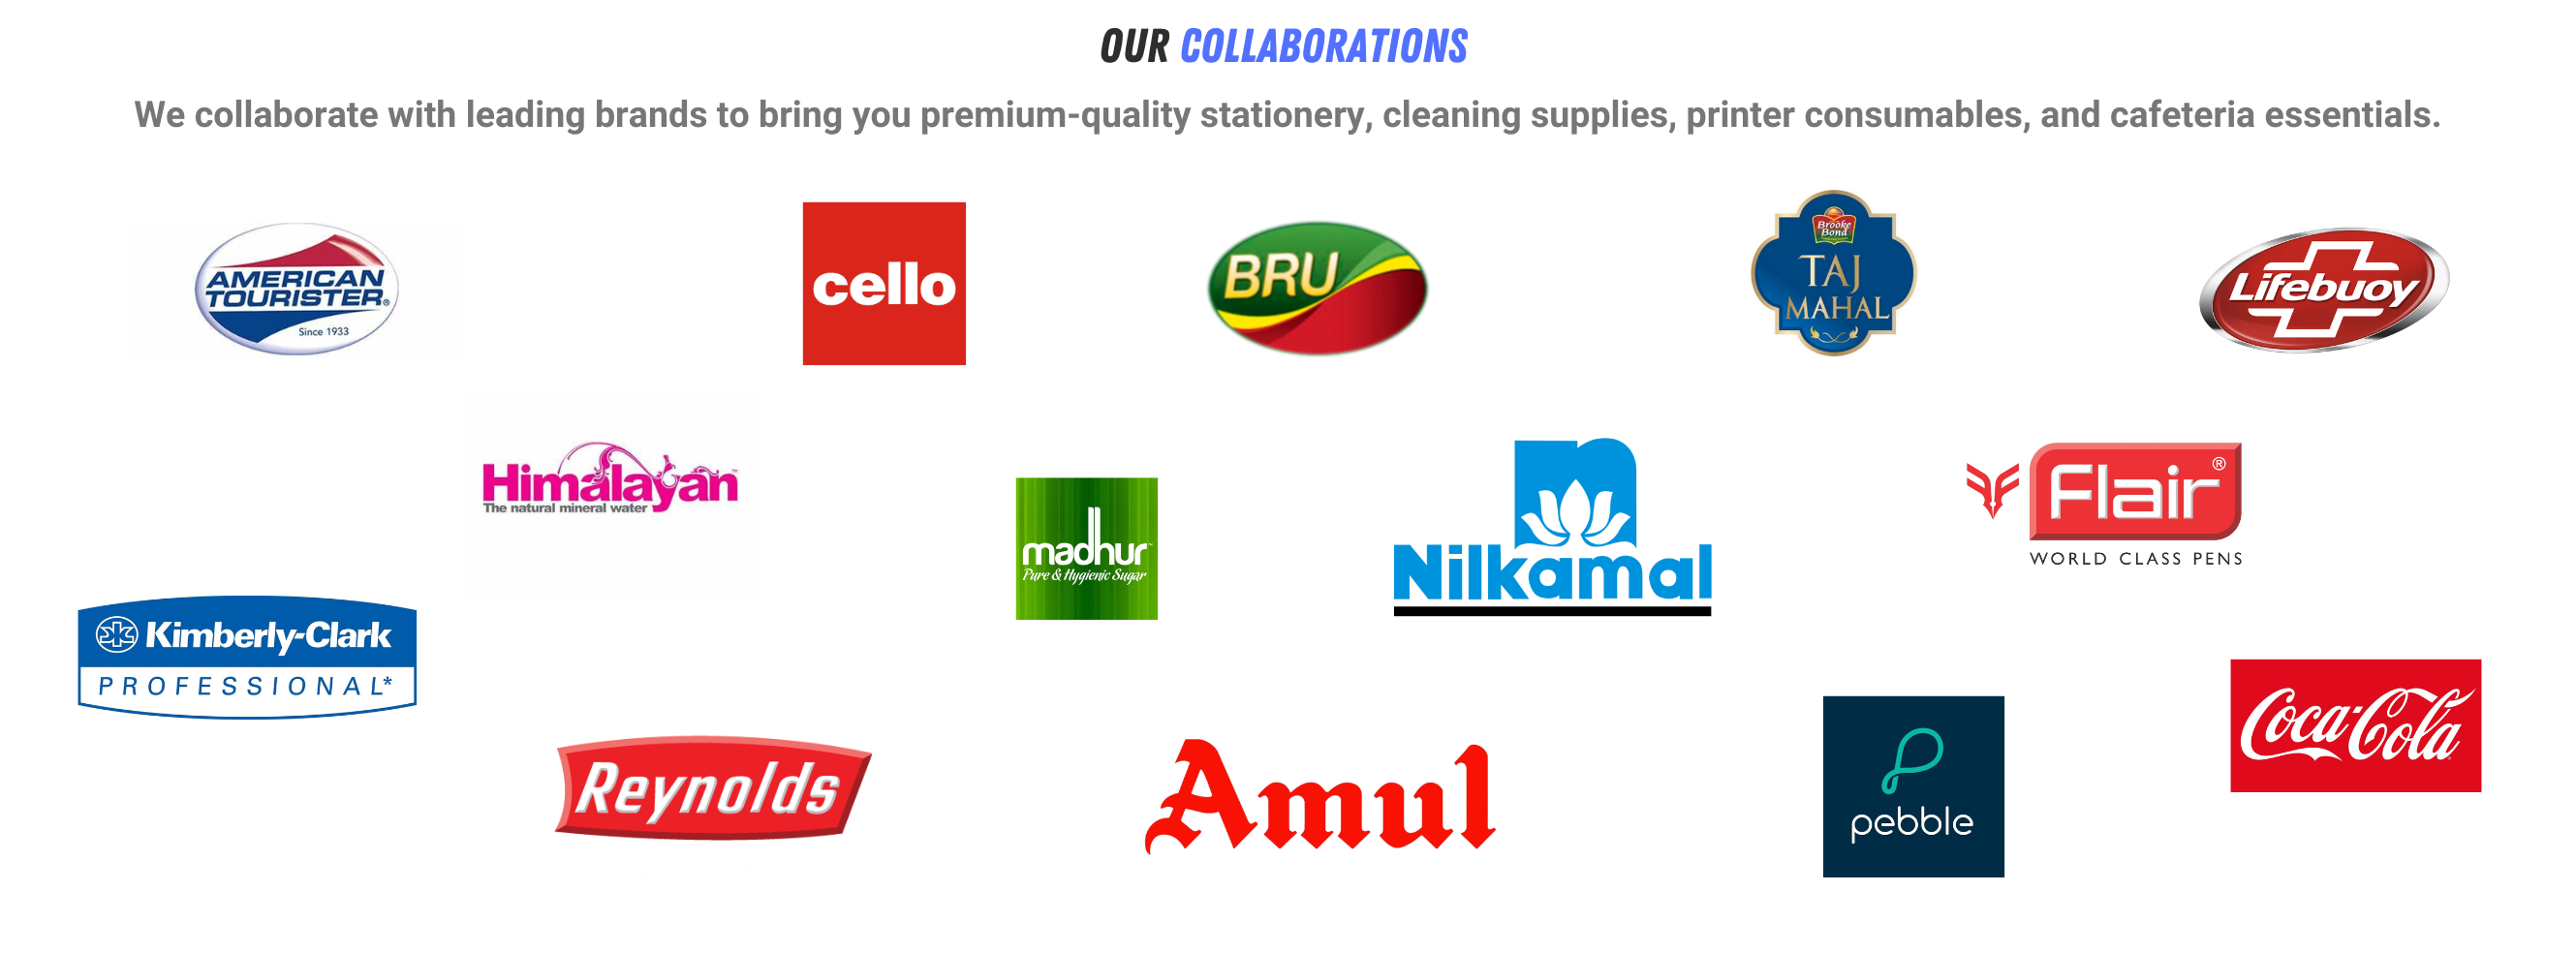 OUR COLLABORATIONS
We collaborate with leading brands to bring you premium-quality stationery, cleaning supplies, printer consumables, and cafeteria essentials.
AMERICAN
TOURISTER®
Since 1933
cello
BRU
Brooke
Bond
TAJ
MAHAL
Lifebuoy
Himalayan™
The natural mineral water
madhur™
Pure & Hygienic Sugar
Nilkamal
Flair®
WORLD CLASS PENS
Kimberly-Clark
PROFESSIONAL*
Reynolds
Amul
pebble
Coca-Cola